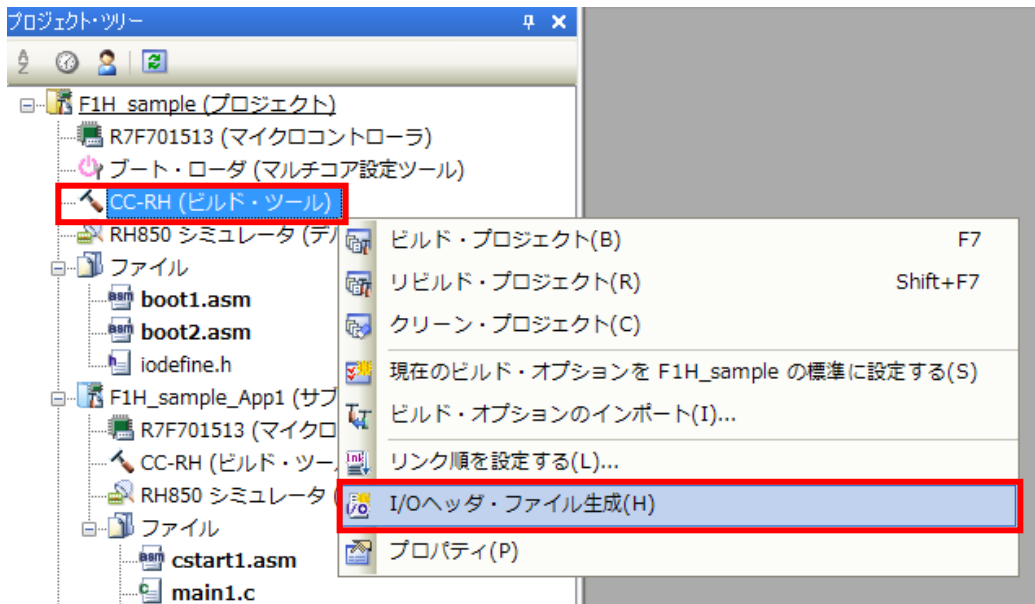 プロジェクト・ツリー
F1H_sample (プロジェクト)
R7F701513 (マイクロコントローラ)
ブート・ローダ (マルチコア設定ツール)
CC-RH (ビルド・ツール)
RH850 シミュレータ (デ
ファイル
boot1.asm
boot2.asm
iodefine.h
F1H_sample_App1 (サブ
R7F701513 (マイクロ
CC-RH (ビルド・ツー
RH850 シミュレータ (
ファイル
cstart1.asm
main1.c
ビルド・プロジェクト(B) F7
リビルド・プロジェクト(R) Shift+F7
クリーン・プロジェクト(C)
現在のビルド・オプションを F1H_sample の標準に設定する(S)
ビルド・オプションのインポート(I)...
リンク順を設定する(L)...
I/Oヘッダ・ファイル生成(H)
プロパティ(P)